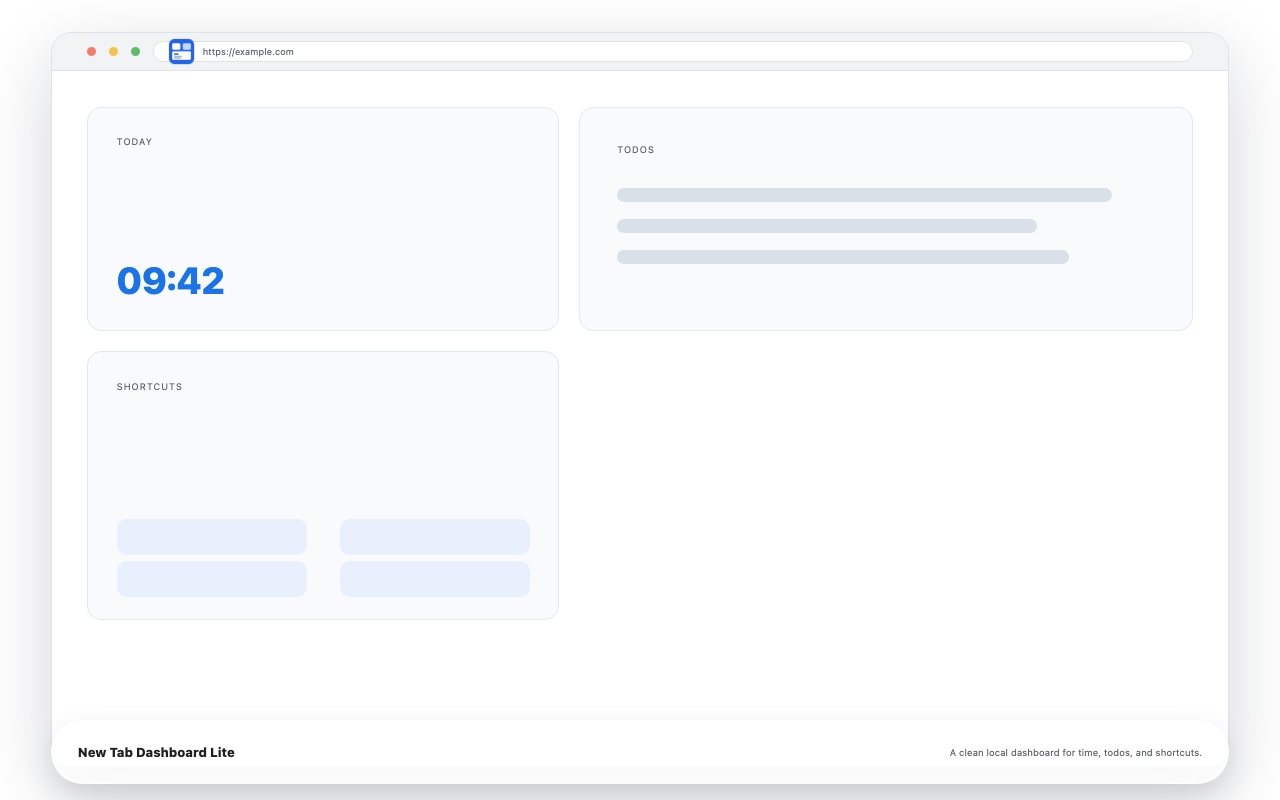 https://example.com
TODAY
09:42
TODOS
SHORTCUTS
New Tab Dashboard Lite
A clean local dashboard for time, todos, and shortcuts.